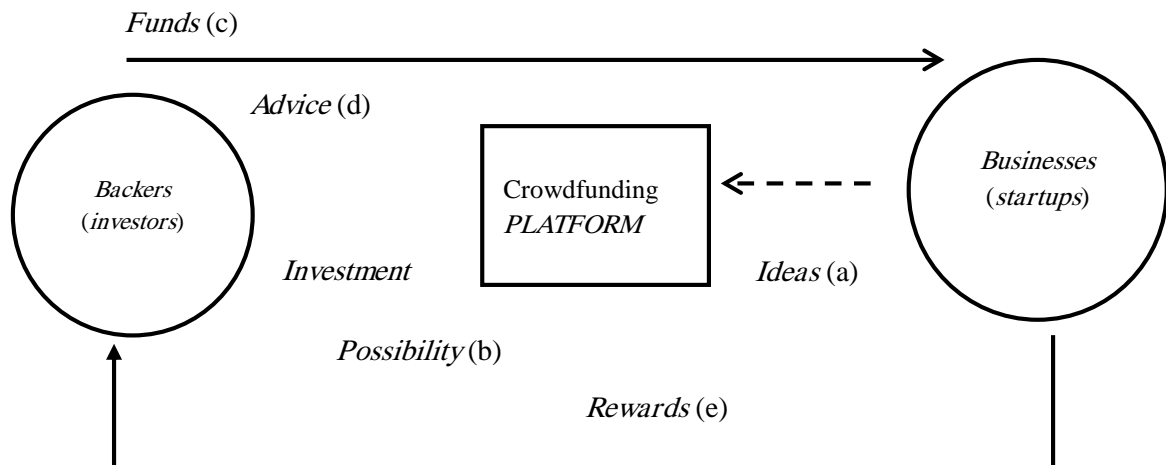 Funds (c)
Advice (d)
Backers
(investors)
Crowdfunding
PLATFORM
Businesses
(startups)
Investment
Ideas (a)
Possibility (b)
Rewards (e)